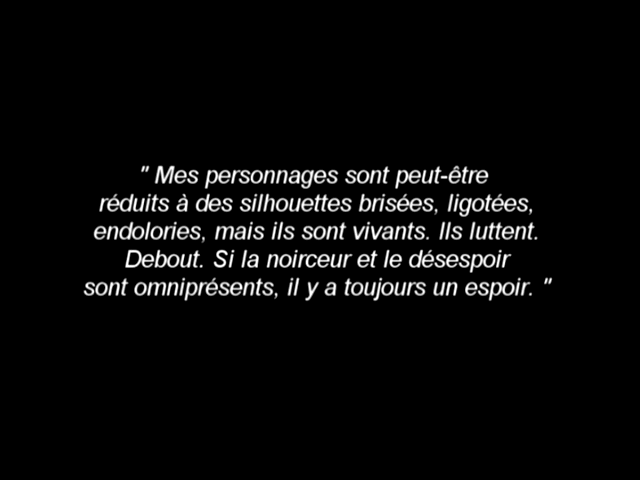 " Mes personnages sont peut-être
réduits à des silhouettes brisées, ligotées,
endolories, mais ils sont vivants. Ils luttent.
Debout. Si la noirceur et le désespoir
sont omniprésents, il y a toujours un espoir. "